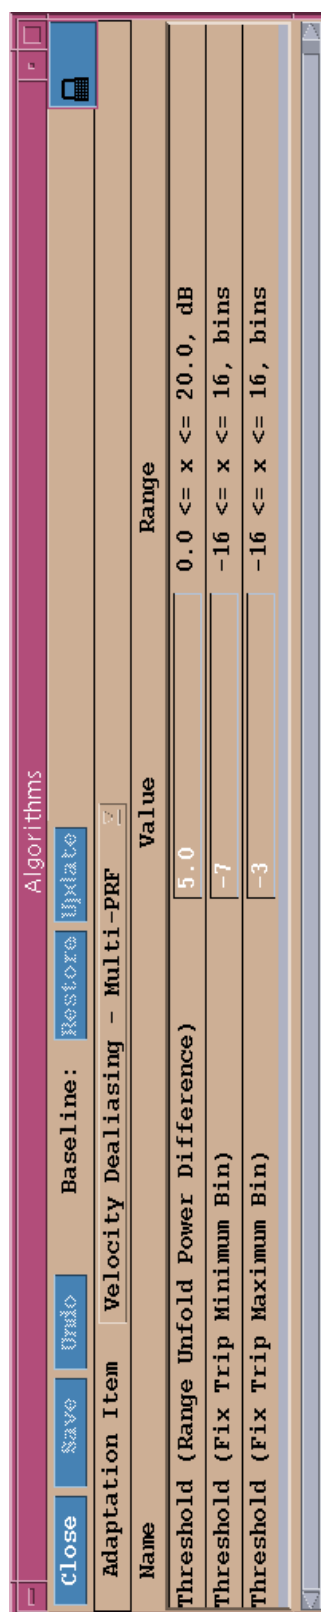 Algorithms
Close Save Undo Baseline: Restore Update
Adaptation Item Velocity Dealiasing - Multi-PRF
Name Value Range
Threshold (Range Unfold Power Difference) 5.0 0.0 <= x <= 20.0, dB
Threshold (Fix Trip Minimum Bin) -7 -16 <= x <= 16, bins
Threshold (Fix Trip Maximum Bin) -3 -16 <= x <= 16, bins